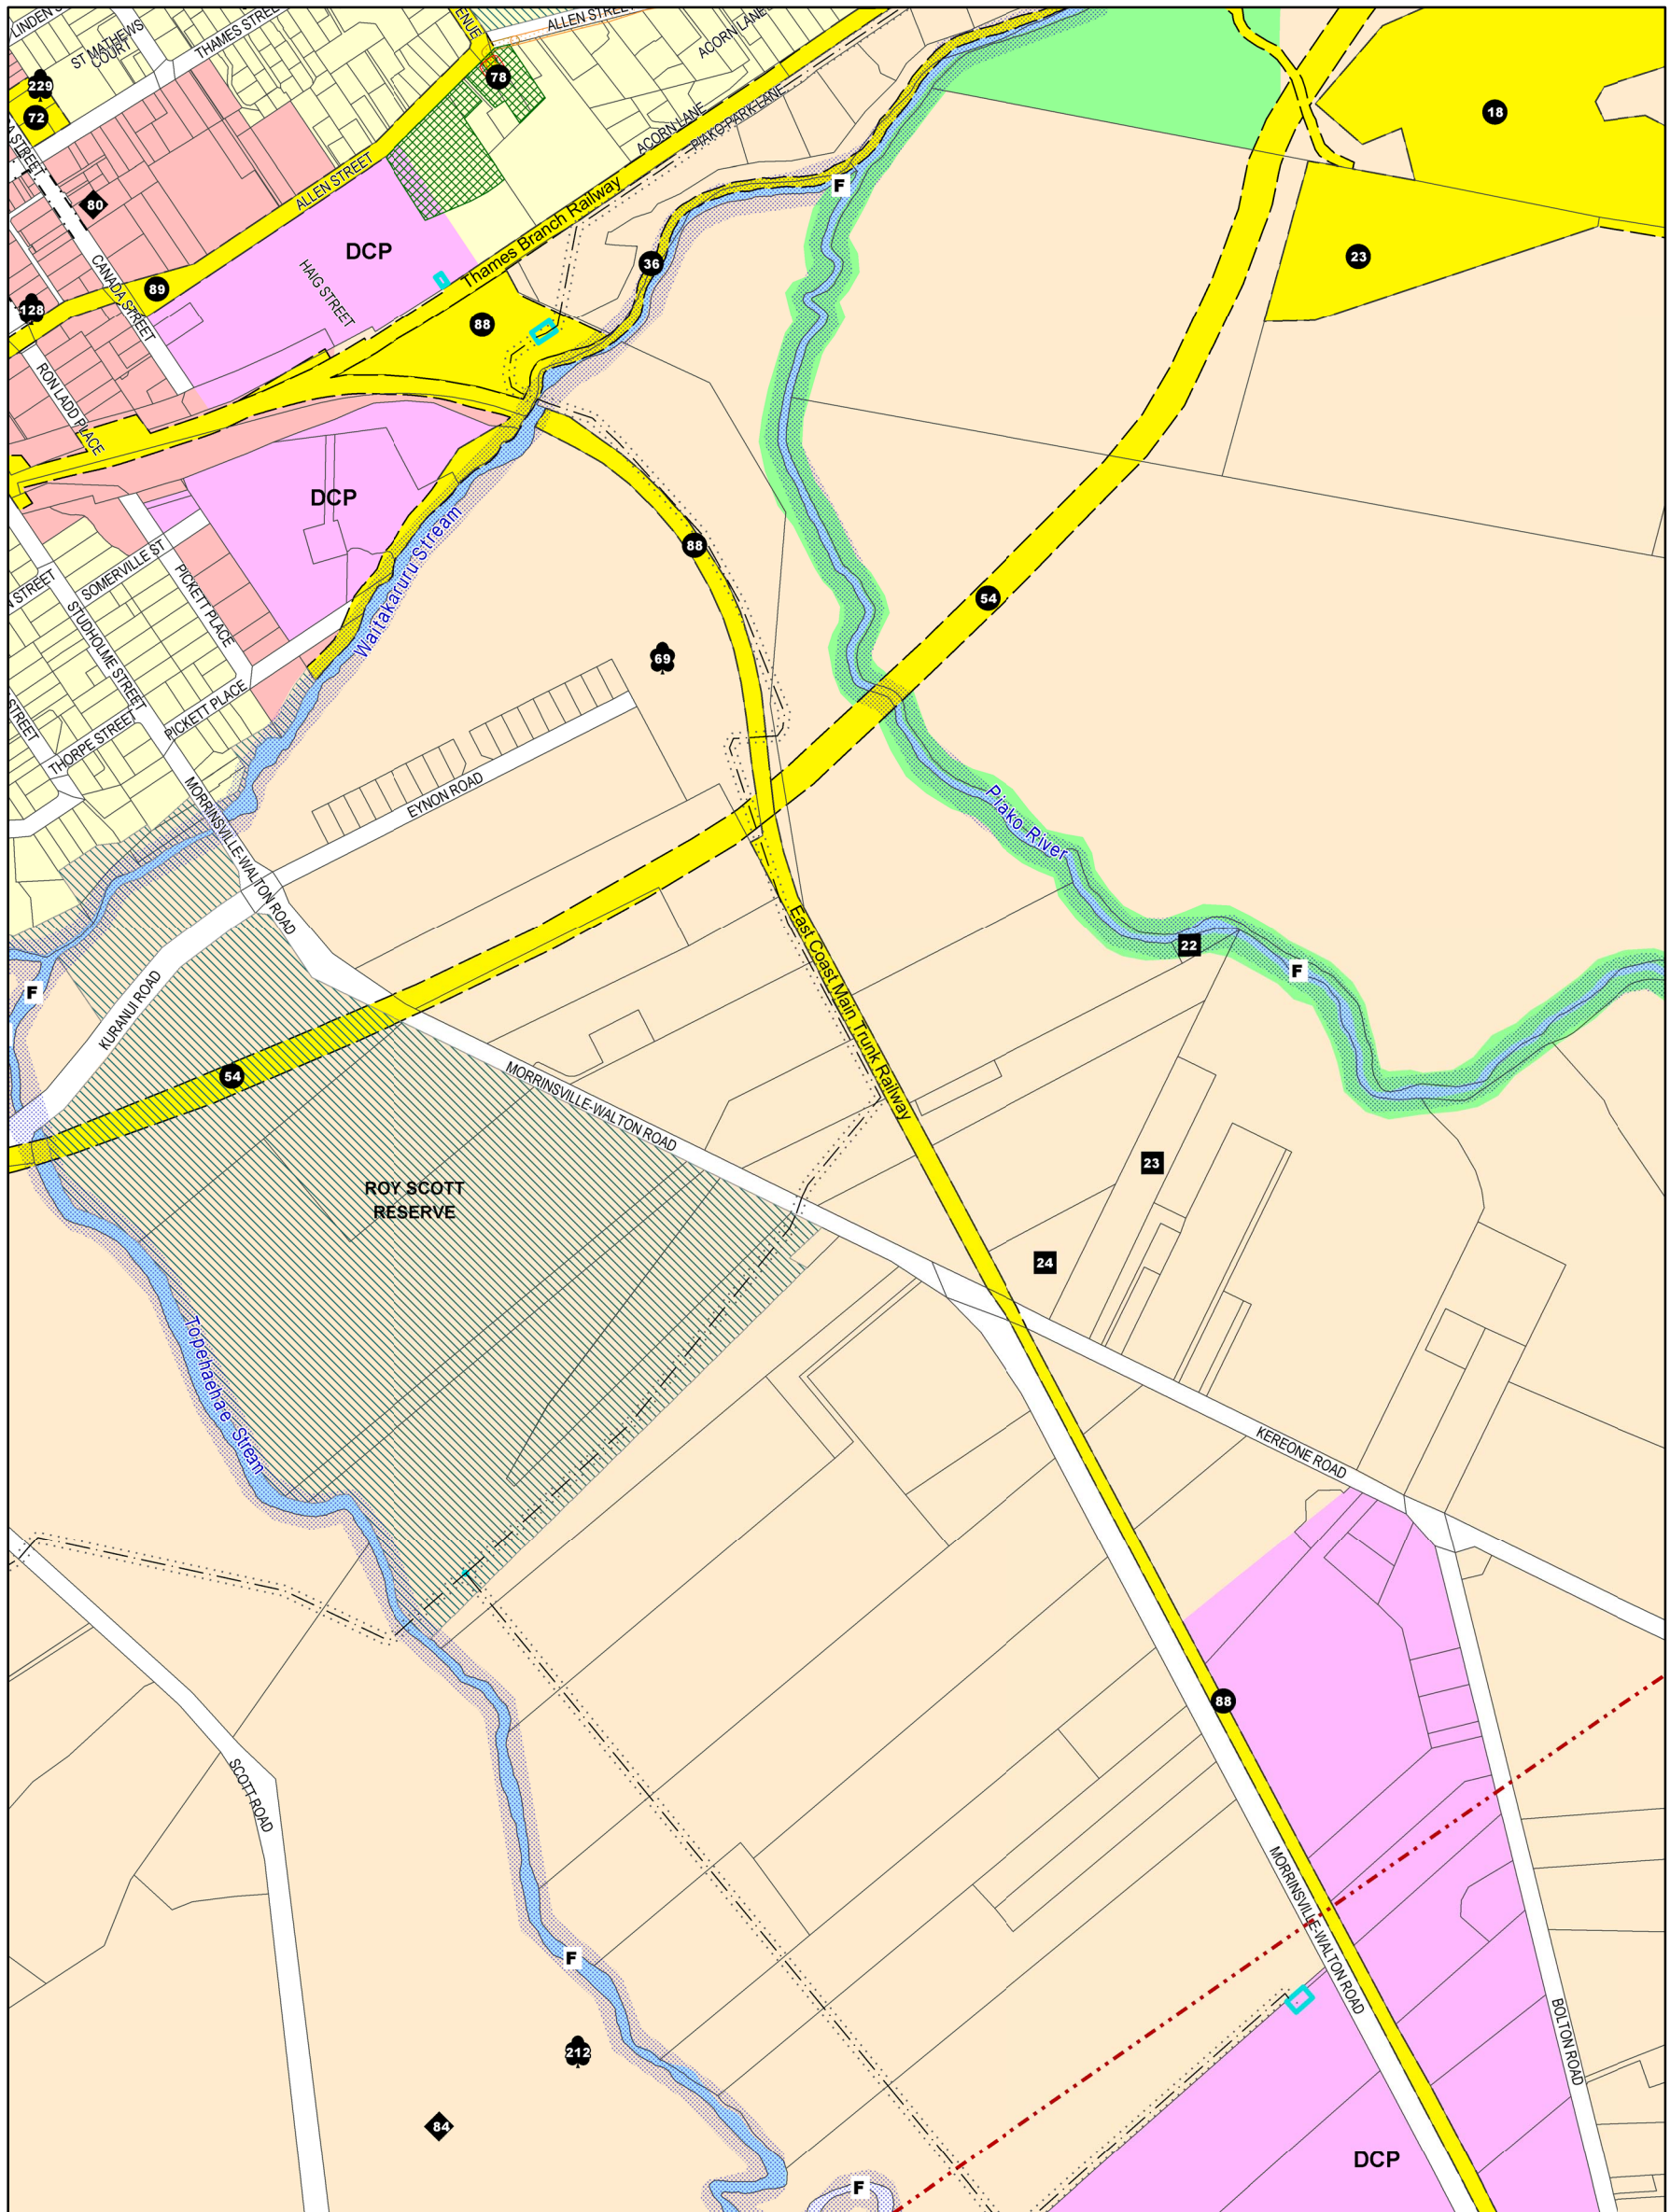 LINDEN
ST MATHEWS
COURT
THAMES STREET
ENUE
ALLEN STREET
ACORN LANE
229
72
78
18
A STREET
ACORN LANE
PIAKO PARK LANE
80
ALLEN STREET
F
Thames Branch Railway
DCP
36
23
CANADA STREET
HAIG STREET
89
128
88
RON LADD PLACE
DCP
88
Waitakaruru Stream
SOMERVILLE ST
N STREET
PICKETT PLACE
STUDHOLME STREET
54
69
STREET
THORPE STREET
PICKETT PLACE
EYNON ROAD
MORRINSVILLE-WALTON ROAD
Piako River
East Coast Main Trunk Railway
22
F
F
KURANUI ROAD
54
MORRINSVILLE-WALTON ROAD
23
ROY SCOTT
RESERVE
24
Topehaehae Stream
KEREONE ROAD
88
SCOTT ROAD
MORRINSVILLE-WALTON ROAD
F
BOLTON ROAD
212
84
DCP
F